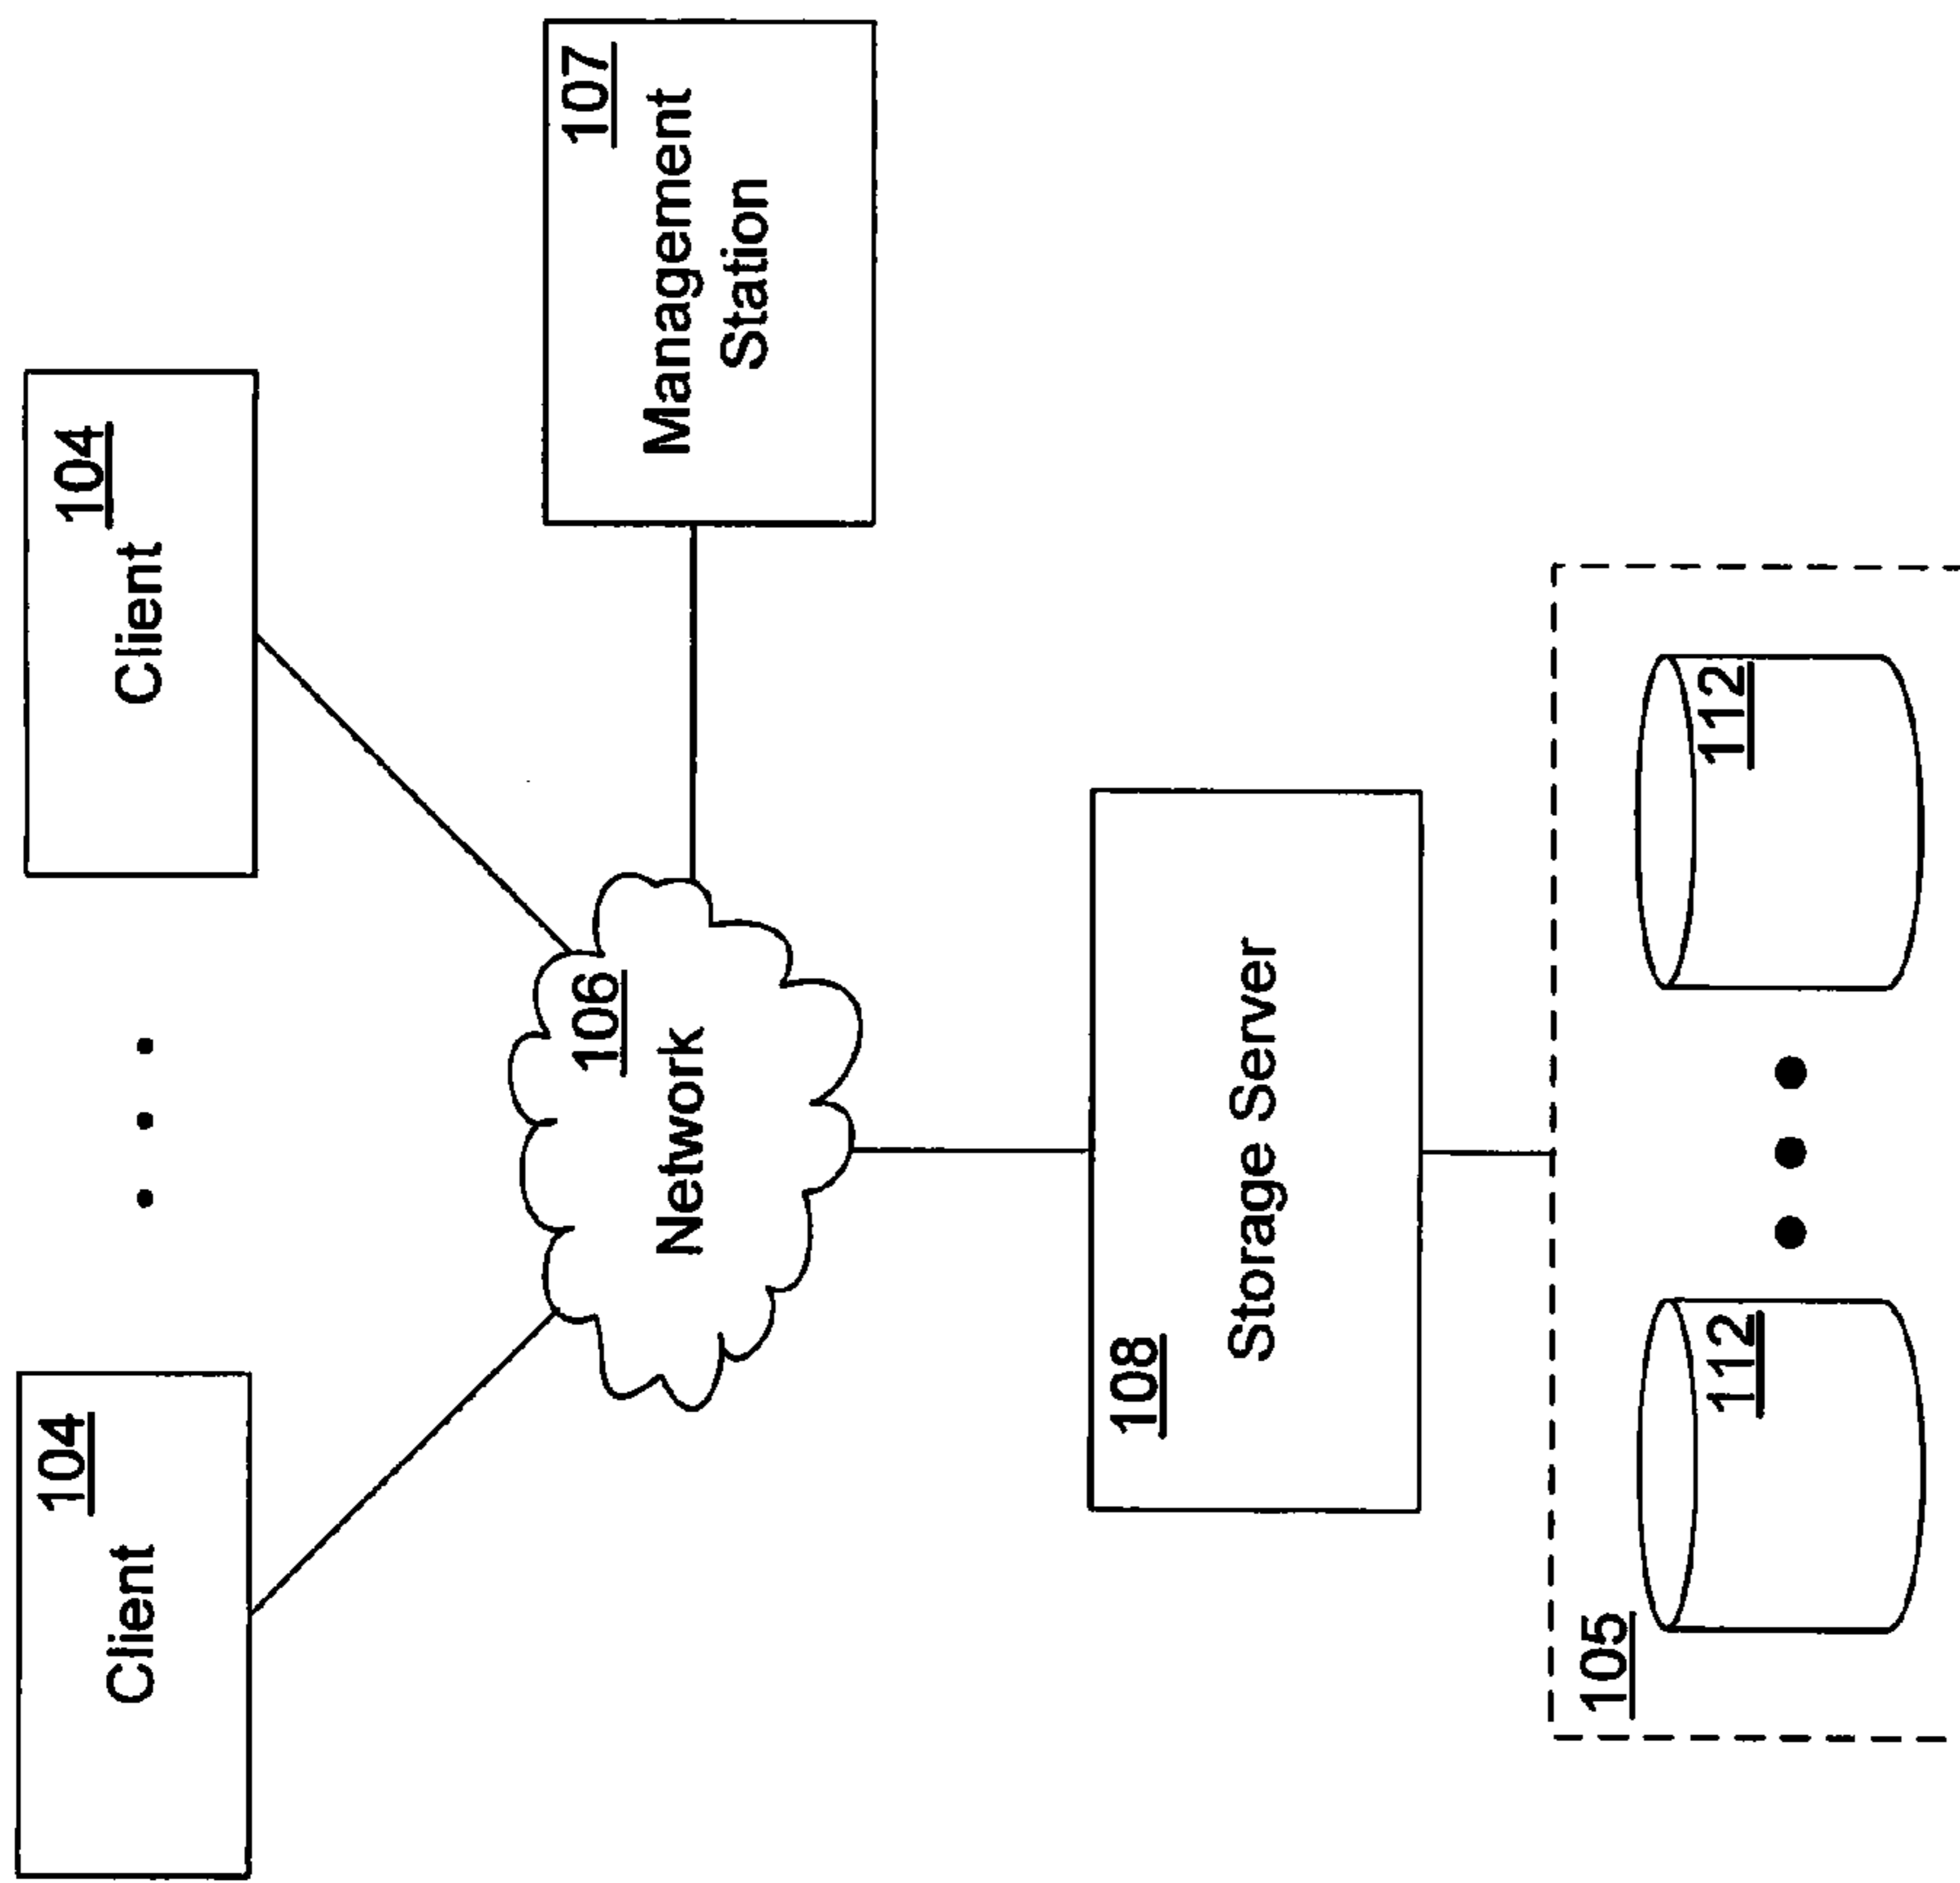 104
Client
104
Client
106
Network
107
Management
Station
108
Storage Server
105
112
112